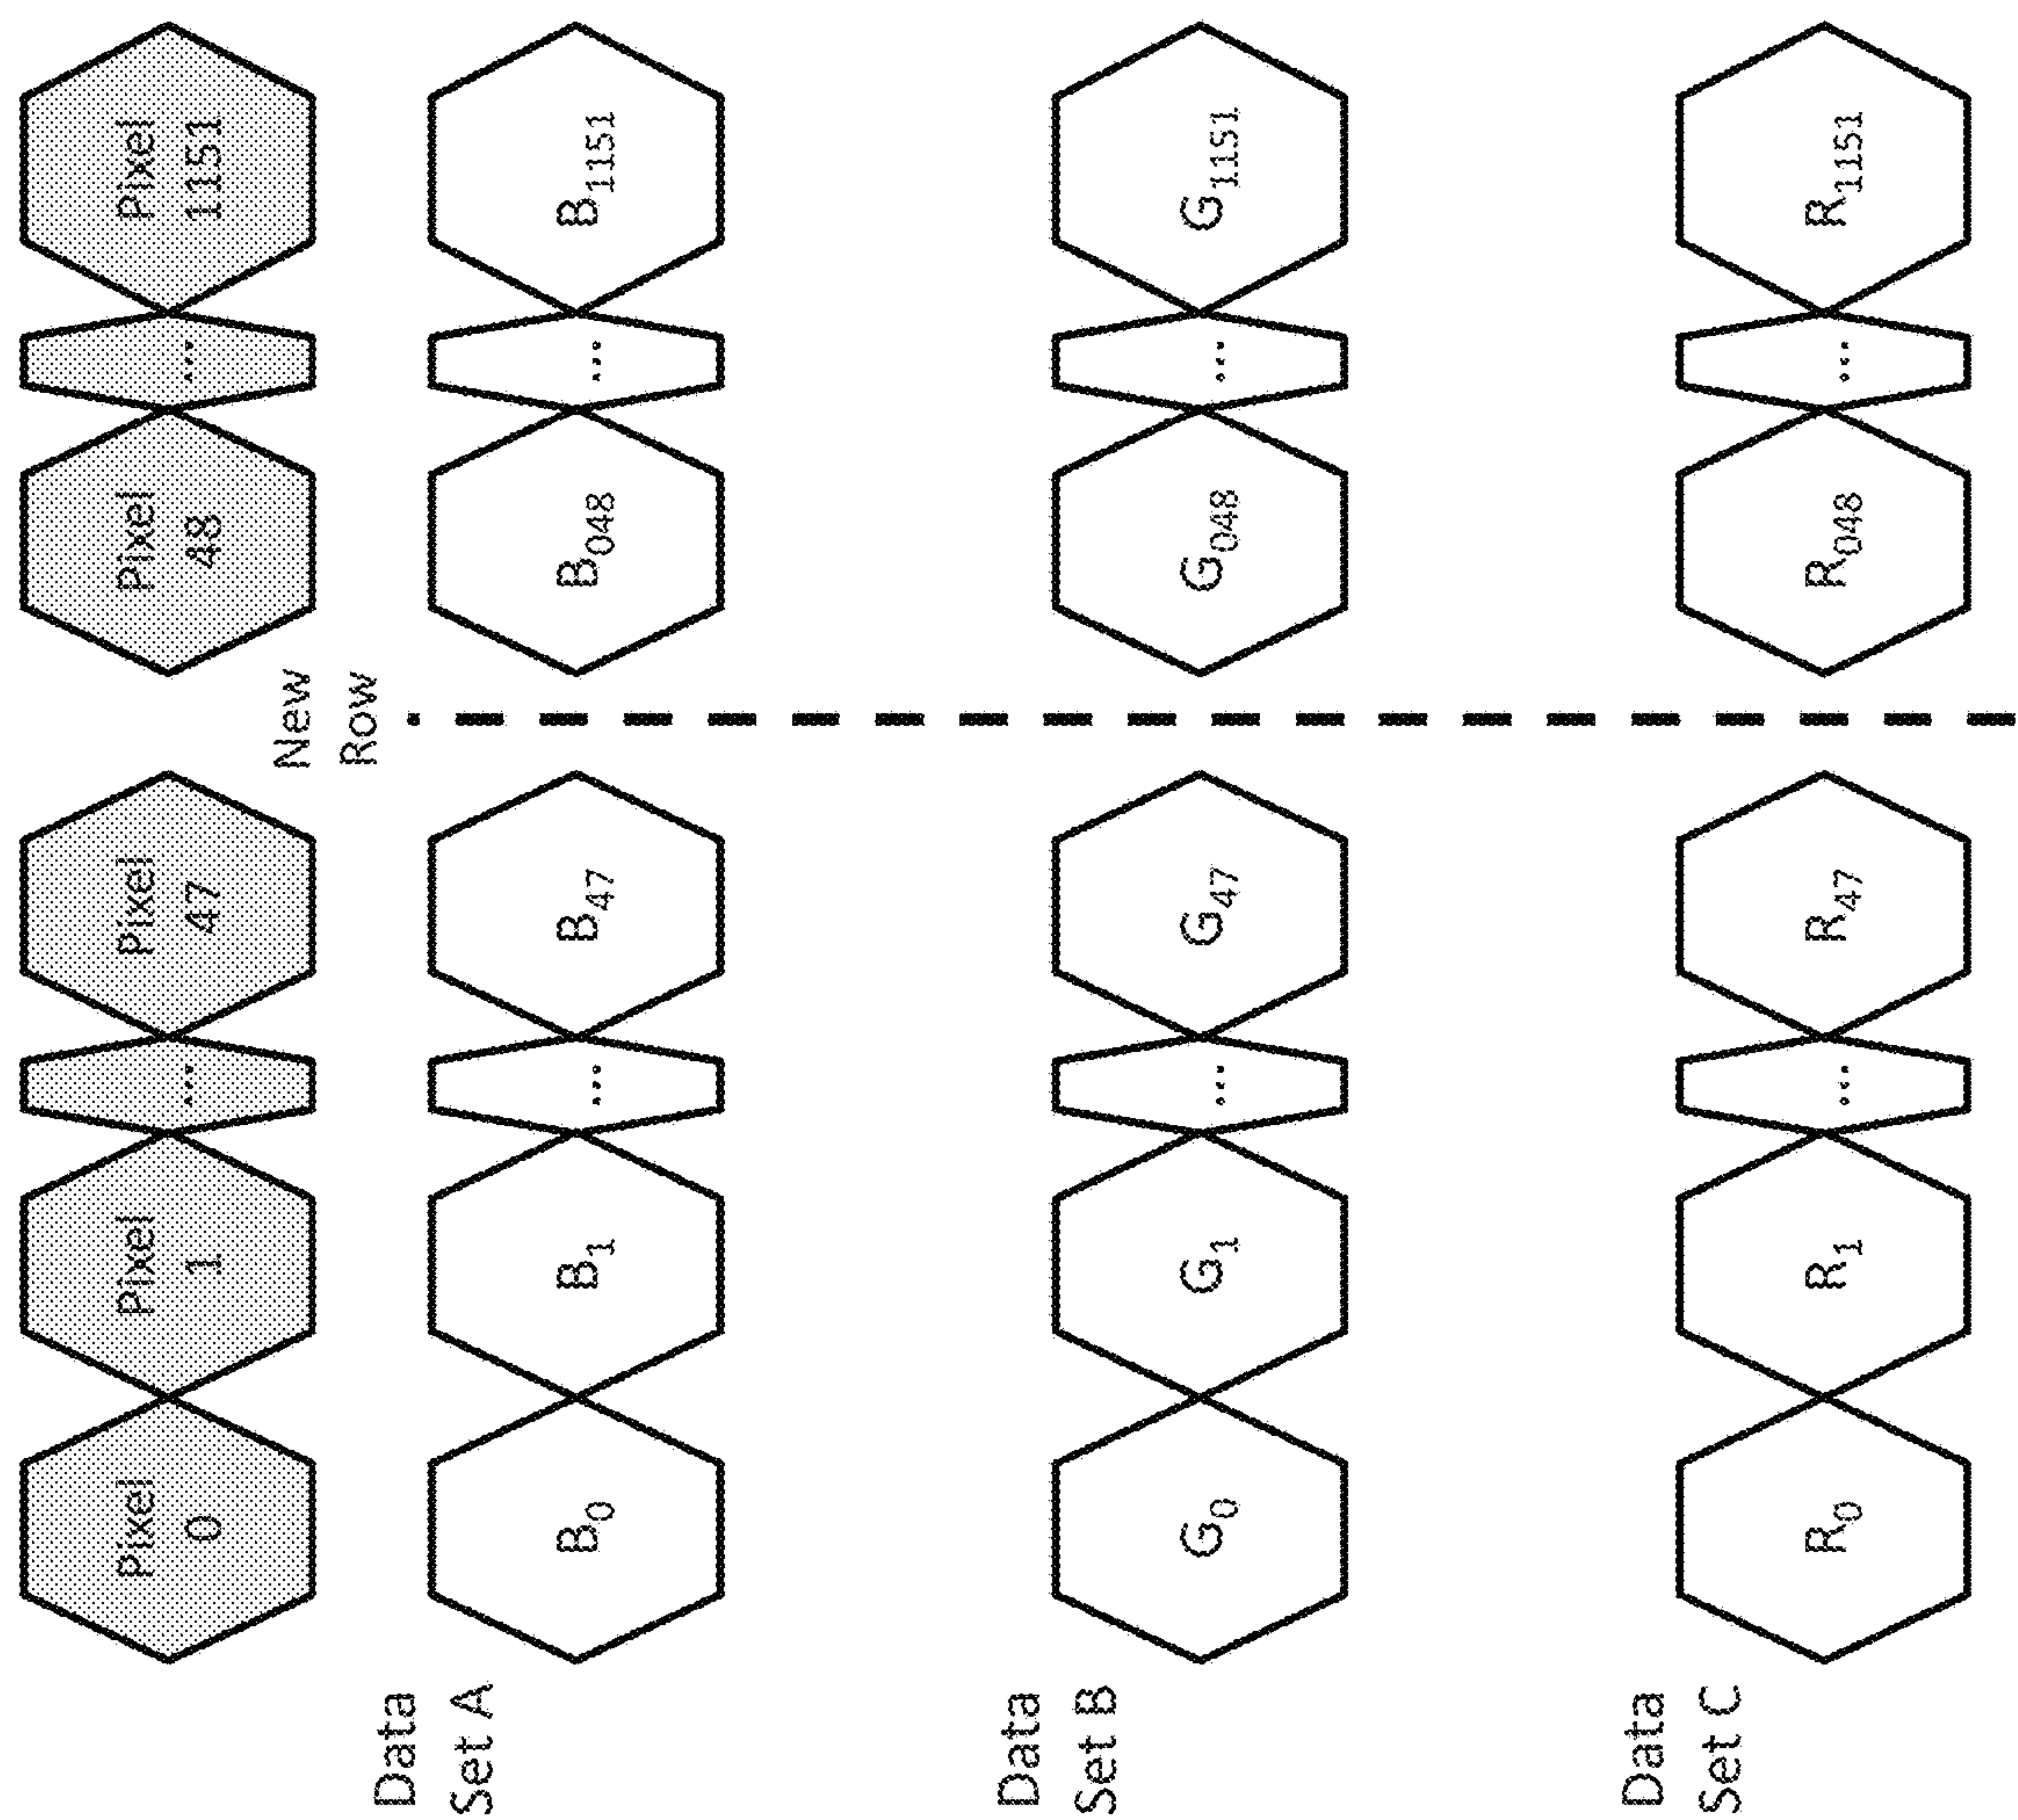 Pixel
0
Pixel
1
...
Pixel
47
New
Row
Pixel
48
...
Pixel
1151
Data
Set A
B₀
B₁
...
B₄₇
B₀₄₈
...
B₁₁₅₁
Data
Set B
G₀
G₁
...
G₄₇
G₀₄₈
...
G₁₁₅₁
Data
Set C
R₀
R₁
...
R₄₇
R₀₄₈
...
R₁₁₅₁